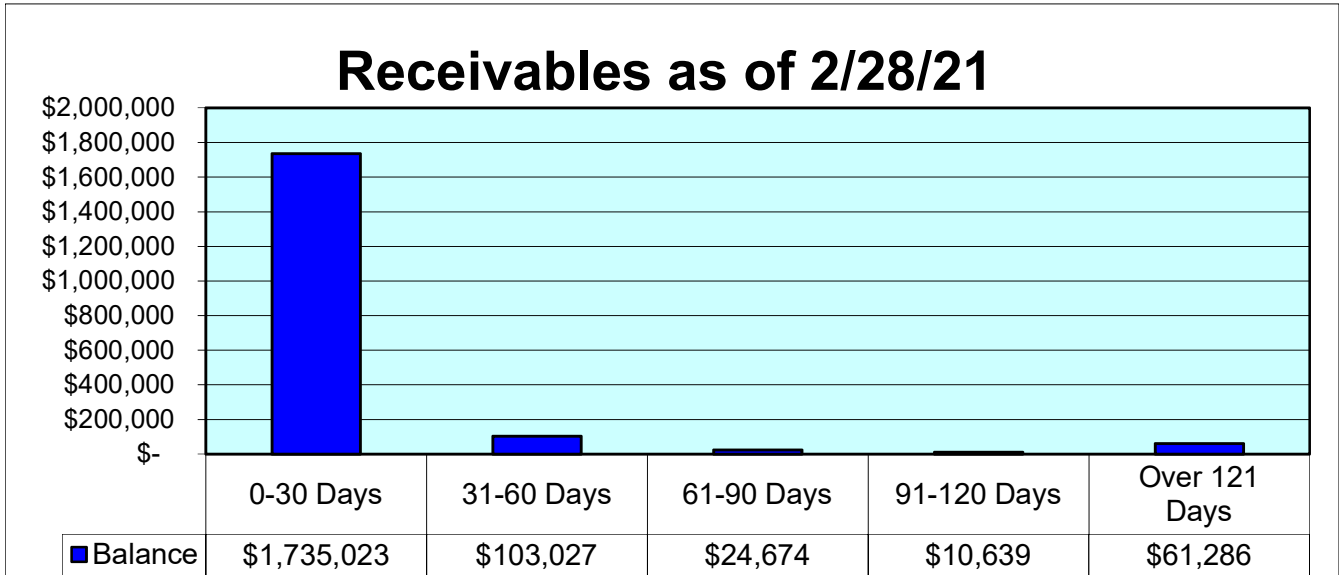 Receivables as of 2/28/21
$2,000,000
$1,800,000
$1,600,000
$1,400,000
$1,200,000
$1,000,000
$800,000
$600,000
$400,000
$200,000
$-
0-30 Days 31-60 Days 61-90 Days 91-120 Days Over 121
Days
Balance $1,735,023 $103,027 $24,674 $10,639 $61,286